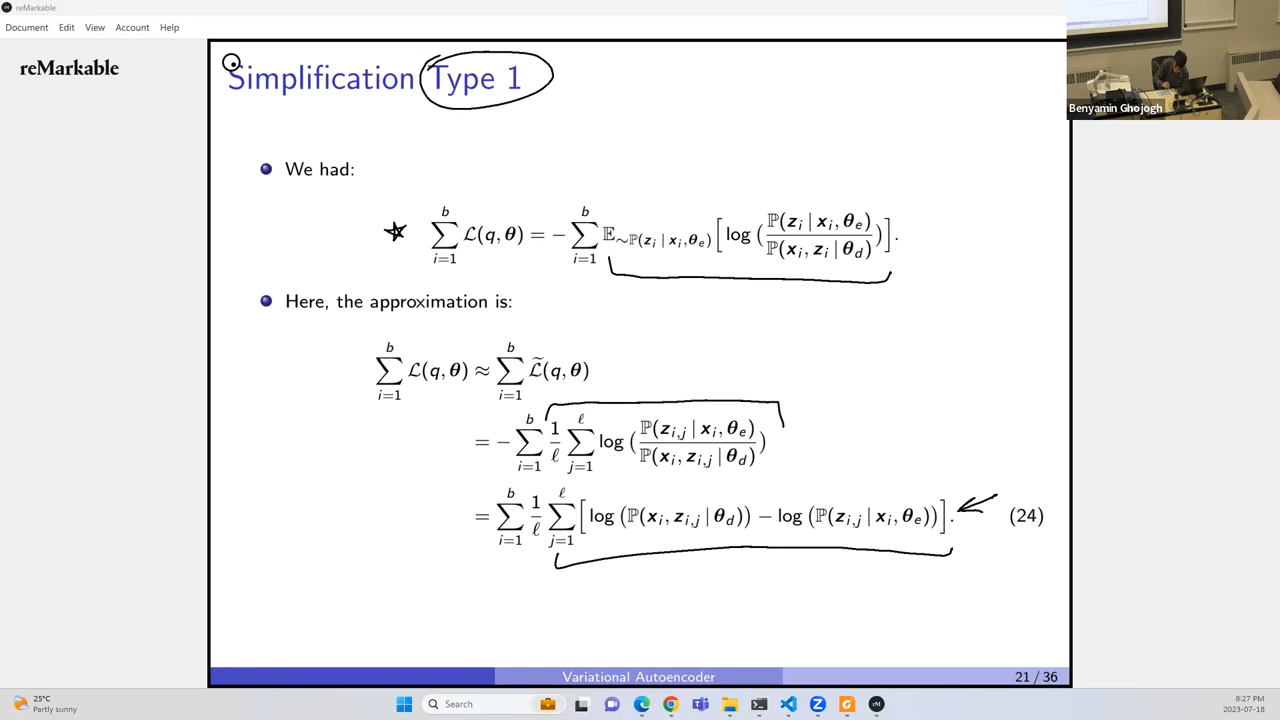 reMarkable
Document Edit View Account Help
reMarkable
Benyamin Ghojogh
Simplification Type 1
We had:
∑_{i=1}^{b} ℒ(q, θ) = − ∑_{i=1}^{b} 𝔼_{∼ℙ(z_i | x_i, θ_e)} [ log ( ℙ(z_i | x_i, θ_e) / ℙ(x_i, z_i | θ_d) ) ].
Here, the approximation is:
∑_{i=1}^{b} ℒ(q, θ) ≈ ∑_{i=1}^{b} ℒ̃(q, θ)
= − ∑_{i=1}^{b} 1/ℓ ∑_{j=1}^{ℓ} log ( ℙ(z_{i,j} | x_i, θ_e) / ℙ(x_i, z_{i,j} | θ_d) )
= ∑_{i=1}^{b} 1/ℓ ∑_{j=1}^{ℓ} [ log (ℙ(x_i, z_{i,j} | θ_d)) − log (ℙ(z_{i,j} | x_i, θ_e)) ]. (24)
Variational Autoencoder 21 / 36
25°C
Partly sunny
Search
8:27 PM
2023-07-18